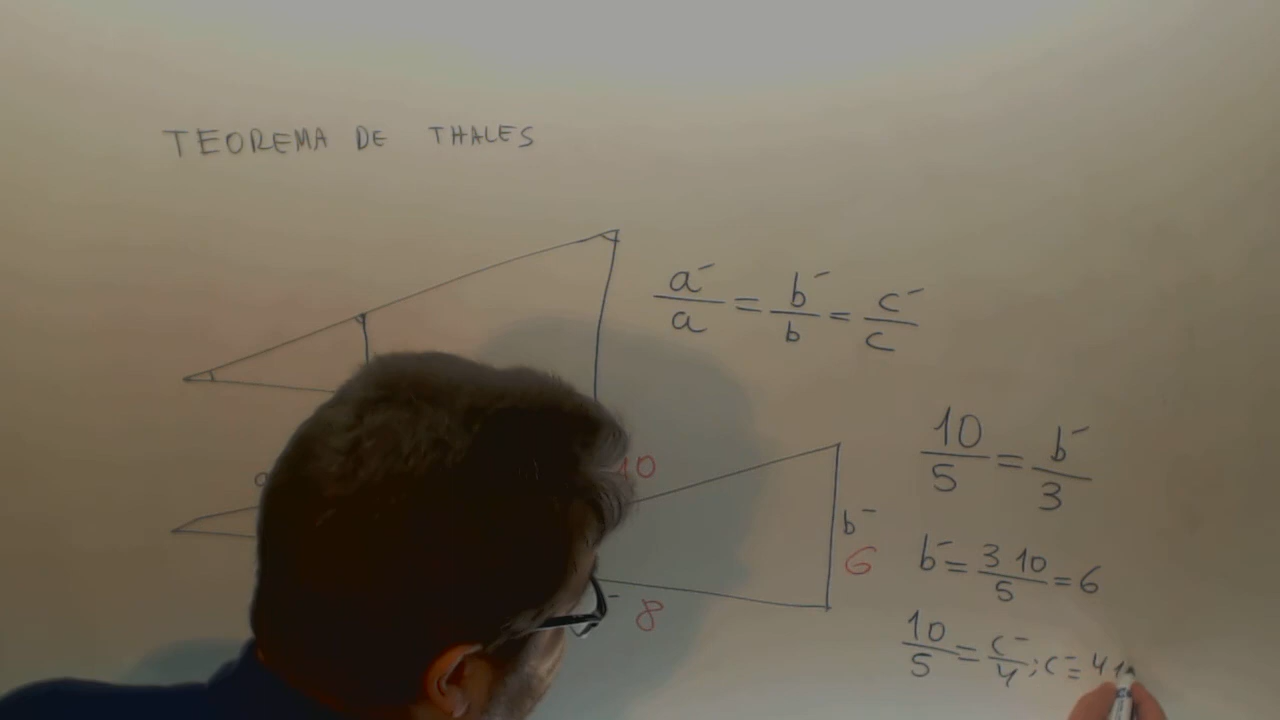 TEOREMA DE THALES
a⁻/a = b⁻/b = c⁻/c
10/5 = b⁻/3
10
b⁻
6
b⁻ = 3 10/5 = 6
8
10/5 = c⁻/4 ; c⁻ = 4